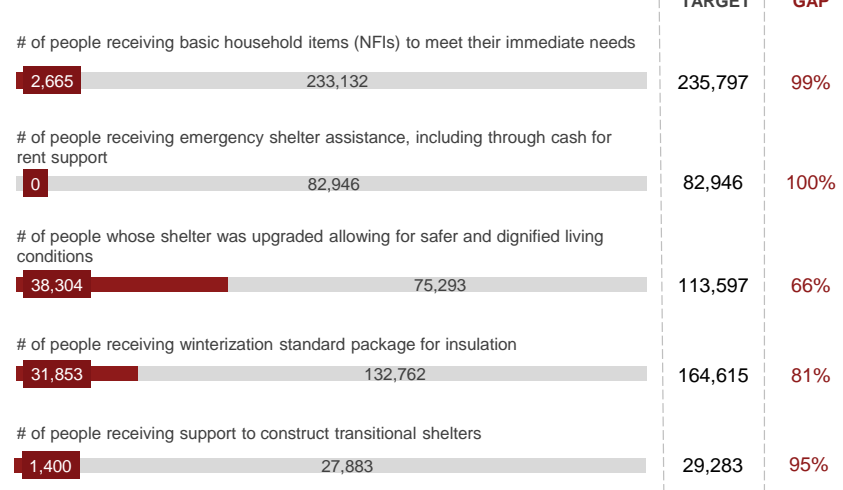 TARGET GAP
# of people receiving basic household items (NFIs) to meet their immediate needs
2,665 233,132 235,797 99%
# of people receiving emergency shelter assistance, including through cash for
rent support
0 82,946 82,946 100%
# of people whose shelter was upgraded allowing for safer and dignified living
conditions
38,304 75,293 113,597 66%
# of people receiving winterization standard package for insulation
31,853 132,762 164,615 81%
# of people receiving support to construct transitional shelters
1,400 27,883 29,283 95%